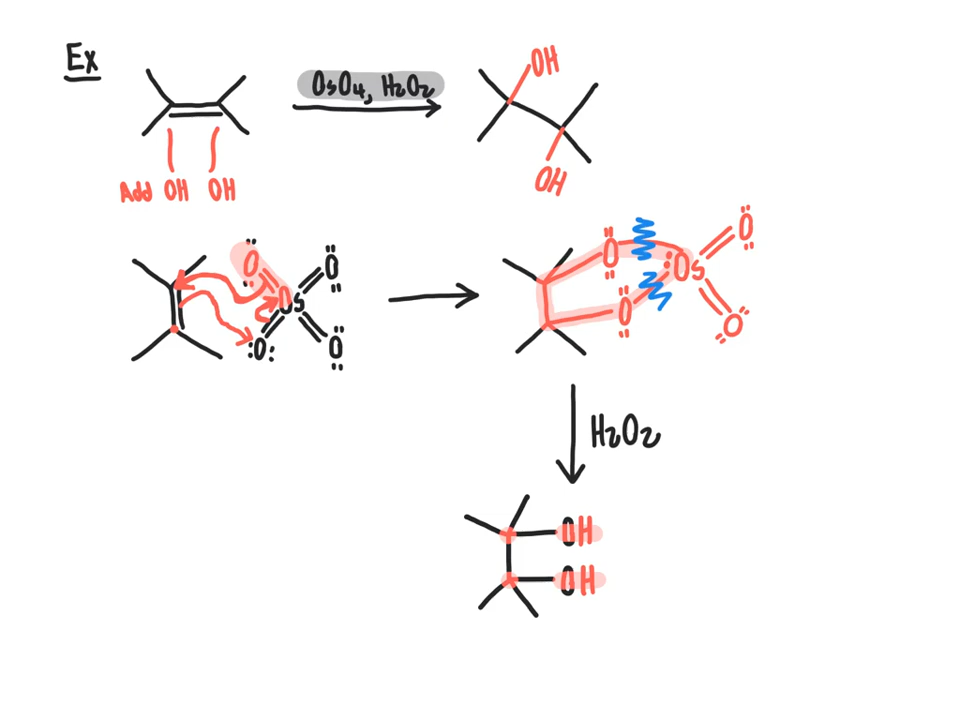 Ex
OsO4, H2O2
OH
OH
Add OH OH
O Os O
O O
O Os O
O O
H2O2
OH
OH